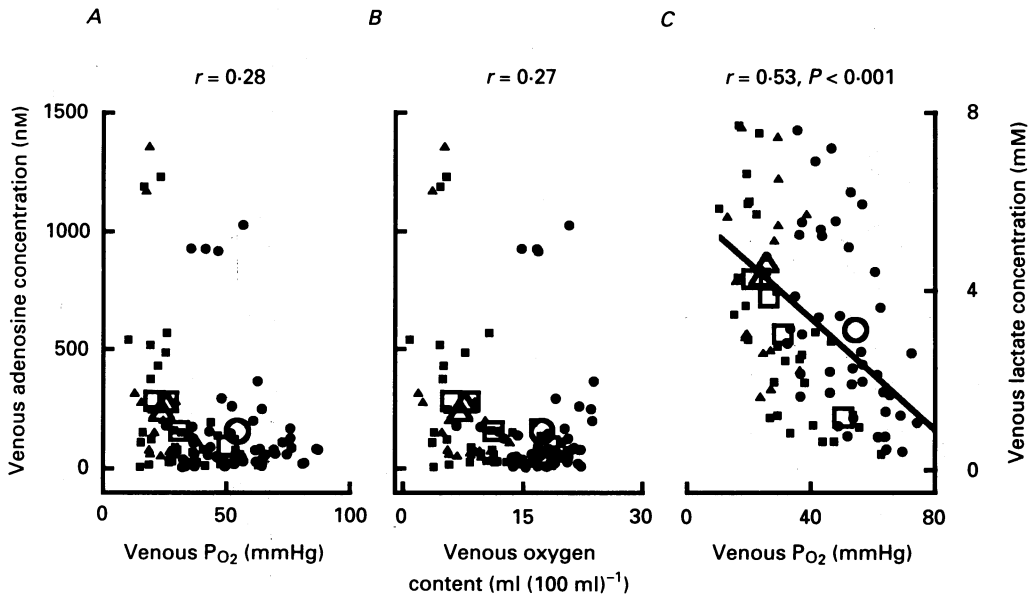 A
B
C
r = 0·28
r = 0·27
r = 0·53, P < 0·001
Venous adenosine concentration (nM)
1500
1000
500
0
0
50
100
Venous PO2 (mmHg)
0
15
30
Venous oxygen
content (ml (100 ml)−1)
0
40
80
Venous PO2 (mmHg)
8
4
0
Venous lactate concentration (mM)